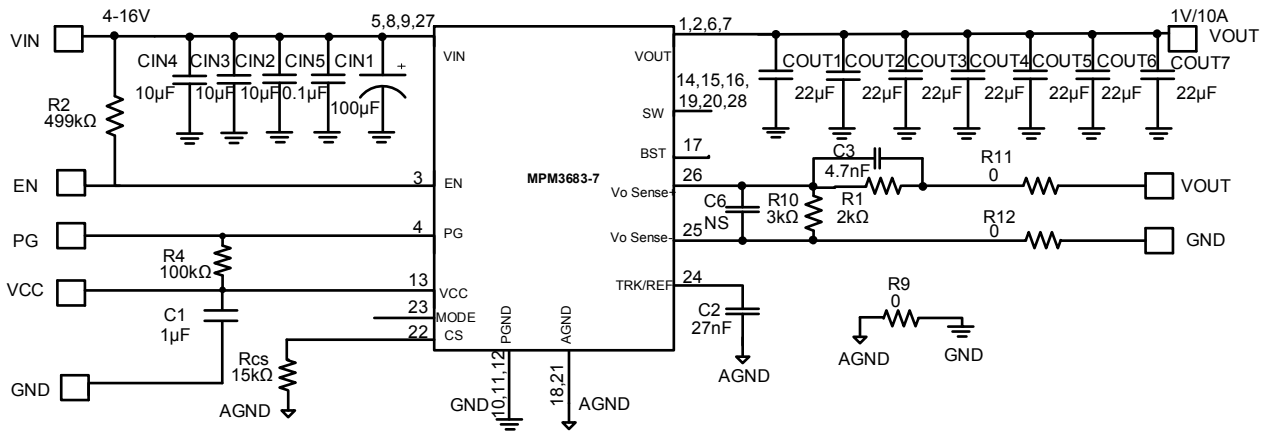 4-16V
VIN
5,8,9,27
CIN4
CIN3
CIN2
CIN5
CIN1
+
10µF
10µF
10µF
0.1µF
100µF
R2
499kΩ
EN
3
PG
4
R4
100kΩ
VCC
13
C1
1µF
23
22
GND
Rcs
15kΩ
AGND
VIN
EN
PG
VCC
MODE
CS
MPM3683-7
PGND
AGND
10,11,12
18,21
GND
AGND
VOUT
SW
BST
Vo Sense+
Vo Sense-
TRK/REF
1,2,6,7
1V/10A
VOUT
COUT1
COUT2
COUT3
COUT4
COUT5
COUT6
COUT7
22µF
22µF
22µF
22µF
22µF
22µF
22µF
14,15,16,
19,20,28
17
26
C3
4.7nF
R11
0
VOUT
C6
NS
R10
3kΩ
R1
2kΩ
25
R12
0
GND
24
C2
27nF
AGND
R9
0
AGND
GND